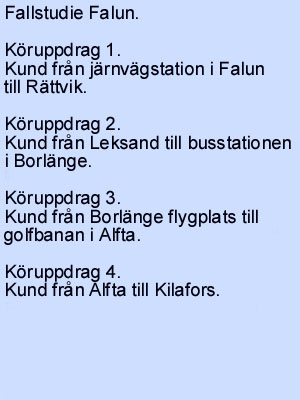 Fallstudie Falun.
Köruppdrag 1.
Kund från järnvägstation i Falun
till Rättvik.
Köruppdrag 2.
Kund från Leksand till busstationen
i Borlänge.
Köruppdrag 3.
Kund från Borlänge flygplats till
golfbanan i Alfta.
Köruppdrag 4.
Kund från Alfta till Kilafors.